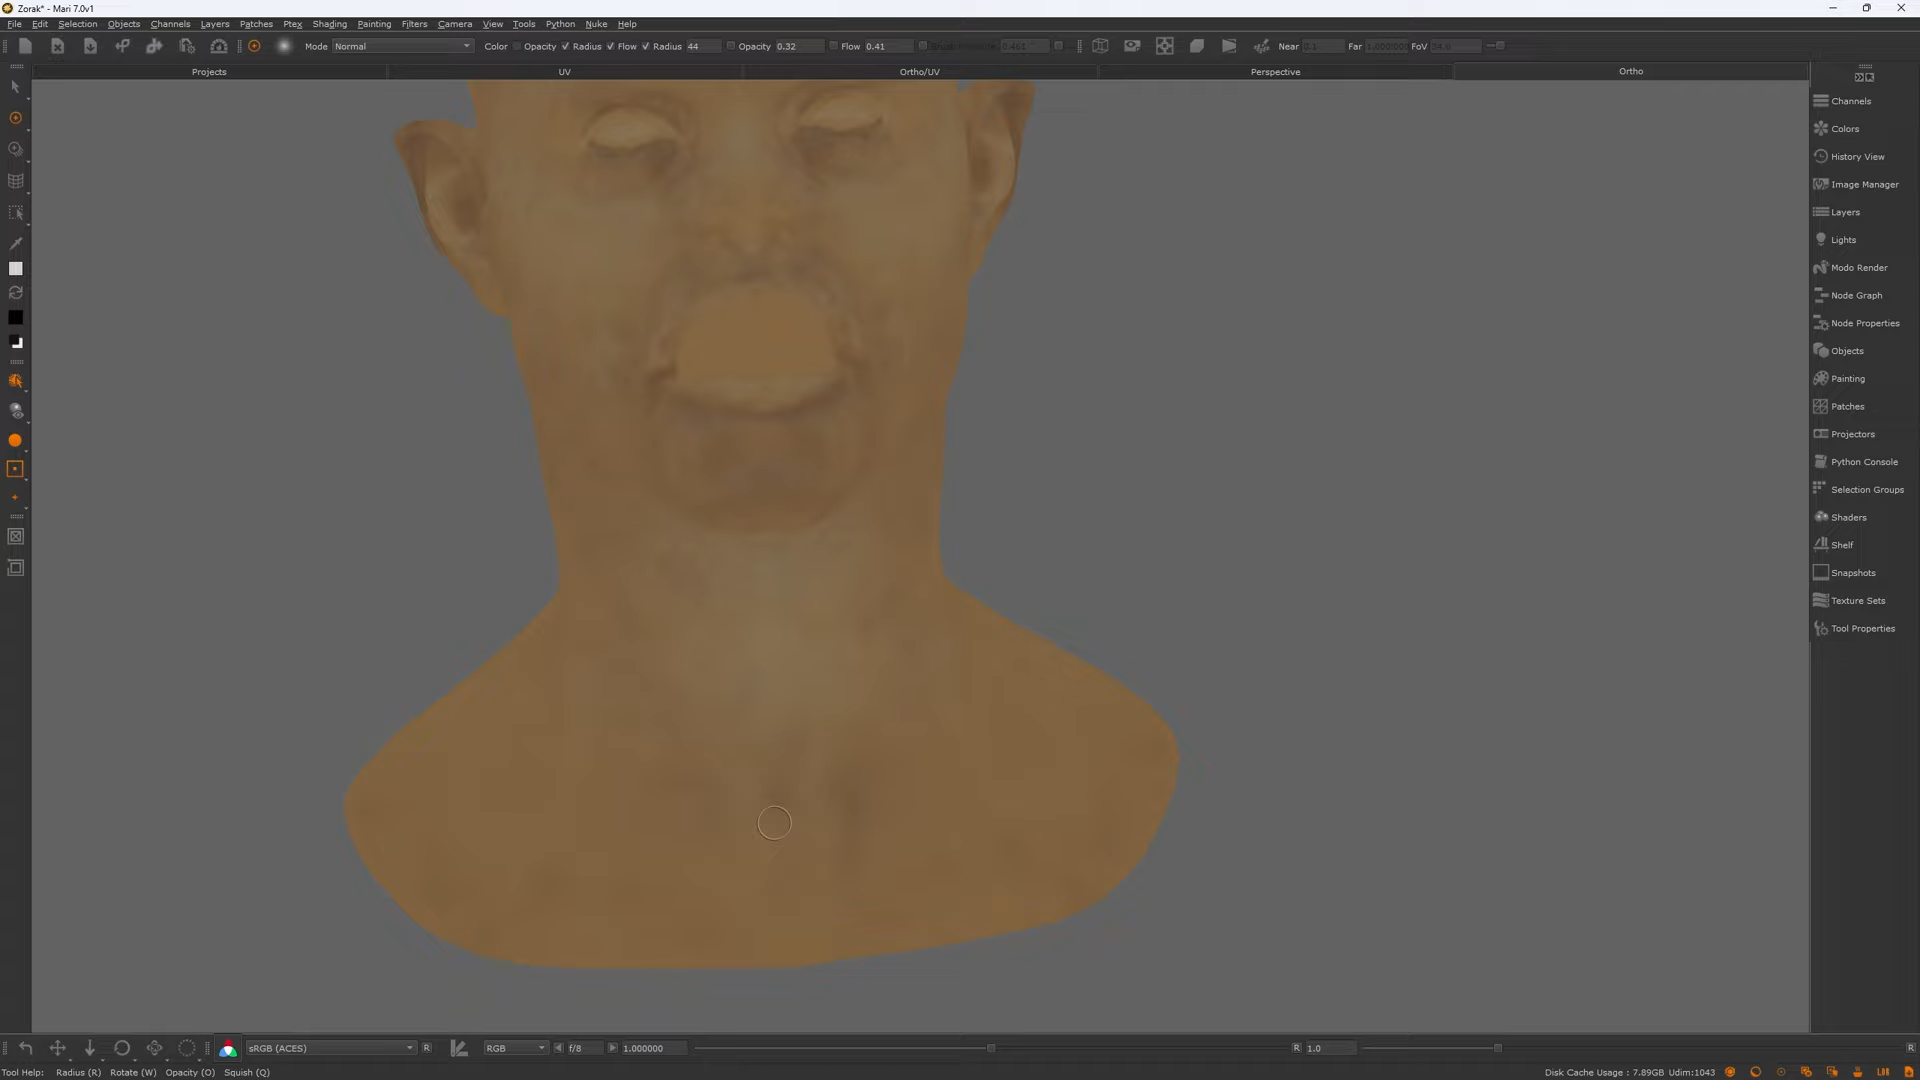 Zorak* - Mari 7.0v1
File Edit Selection Objects Channels Layers Patches Ptex Shading Painting Filters Camera View Tools Python Nuke Help
Mode Normal Color Opacity Radius Flow Radius 44 Opacity 0.32 Flow 0.41 0.461 Near 0.1 Far FoV
Projects UV Ortho/UV Perspective Ortho
Channels
Colors
History View
Image Manager
Layers
Lights
Modo Render
Node Graph
Node Properties
Objects
Painting
Patches
Projectors
Python Console
Selection Groups
Shaders
Shelf
Snapshots
Texture Sets
Tool Properties
sRGB (ACES) R RGB f/8 1.000000 R 1.0 R
Tool Help: Radius (R) Rotate (W) Opacity (O) Squish (Q) Disk Cache Usage : 7.89GB Udim:1043